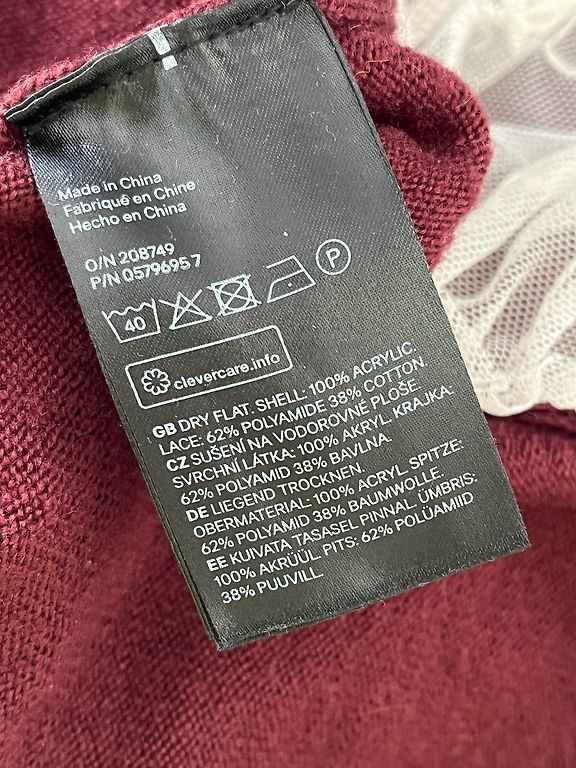 Made in China
Fabriqué en Chine
Hecho en China
O/N 208749
P/N 0579695 7
40
P
clevercare.info
GB DRY FLAT. SHELL: 100% ACRYLIC.
LACE: 62% POLYAMIDE 38% COTTON.
CZ SUŠENÍ NA VODOROVNÉ PLOŠE.
SVRCHNÍ LÁTKA: 100% AKRYL. KRAJKA:
62% POLYAMID 38% BAVLNA.
DE LIEGEND TROCKNEN.
OBERMATERIAL: 100% ACRYL. SPITZE:
62% POLYAMID 38% BAUMWOLLE.
EE KUIVATA TASASEL PINNAL. ÜMBRIS:
100% AKRÜÜL. PITS: 62% POLÜAMIID
38% PUUVILL.